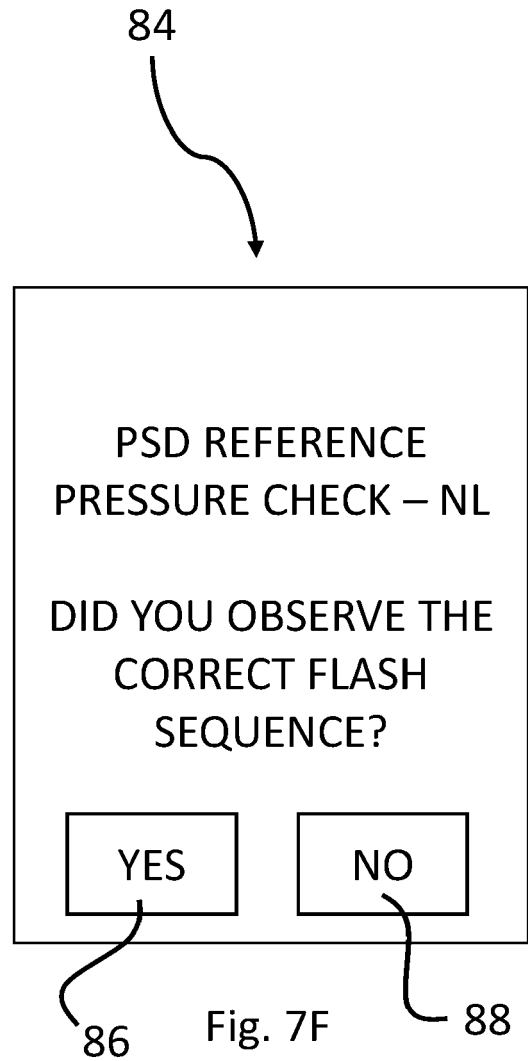 84
PSD REFERENCE
PRESSURE CHECK – NL
DID YOU OBSERVE THE
CORRECT FLASH
SEQUENCE?
YES NO
86 Fig. 7F 88